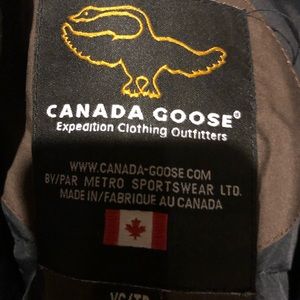 CANADA GOOSE®
Expedition Clothing Outfitters
WWW.CANADA-GOOSE.COM
BY/PAR METRO SPORTSWEAR LTD.
MADE IN/FABRIQUE AU CANADA